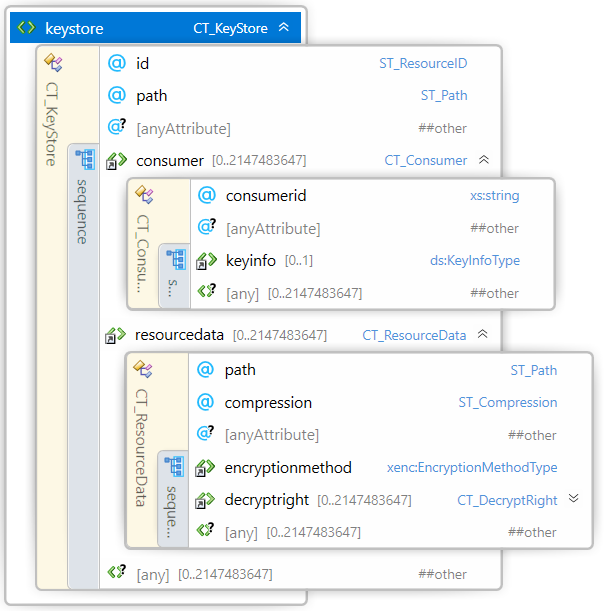 keystore CT_KeyStore
CT_KeyStore
sequence
@ id ST_ResourceID
@ path ST_Path
@? [anyAttribute] ##other
consumer [0..2147483647] CT_Consumer
CT_Consu...
s...
@ consumerid xs:string
@? [anyAttribute] ##other
keyinfo [0..1] ds:KeyInfoType
? [any] [0..2147483647] ##other
resourcedata [0..2147483647] CT_ResourceData
CT_ResourceData
seque...
@ path ST_Path
@ compression ST_Compression
@? [anyAttribute] ##other
encryptionmethod xenc:EncryptionMethodType
decryptright [0..2147483647] CT_DecryptRight
? [any] [0..2147483647] ##other
? [any] [0..2147483647] ##other